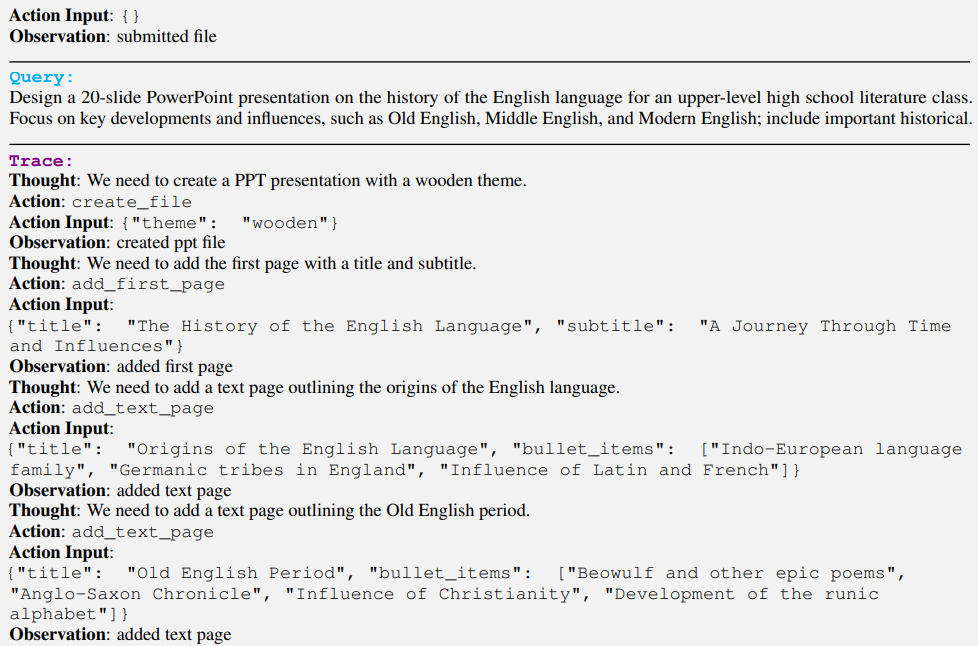 Action Input: {}
Observation: submitted file
Query:
Design a 20-slide PowerPoint presentation on the history of the English language for an upper-level high school literature class.
Focus on key developments and influences, such as Old English, Middle English, and Modern English; include important historical.
Trace:
Thought: We need to create a PPT presentation with a wooden theme.
Action: create_file
Action Input: {"theme": "wooden"}
Observation: created ppt file
Thought: We need to add the first page with a title and subtitle.
Action: add_first_page
Action Input:
{"title": "The History of the English Language", "subtitle": "A Journey Through Time
and Influences"}
Observation: added first page
Thought: We need to add a text page outlining the origins of the English language.
Action: add_text_page
Action Input:
{"title": "Origins of the English Language", "bullet_items": ["Indo-European language
family", "Germanic tribes in England", "Influence of Latin and French"]}
Observation: added text page
Thought: We need to add a text page outlining the Old English period.
Action: add_text_page
Action Input:
{"title": "Old English Period", "bullet_items": ["Beowulf and other epic poems",
"Anglo-Saxon Chronicle", "Influence of Christianity", "Development of the runic
alphabet"]}
Observation: added text page